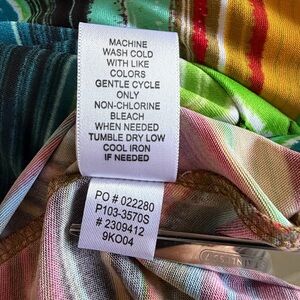 MACHINE
WASH COLD
WITH LIKE
COLORS
GENTLE CYCLE
ONLY
NON-CHLORINE
BLEACH
WHEN NEEDED
TUMBLE DRY LOW
COOL IRON
IF NEEDED
PO # 022280
P103-3570S
# 2309412
9KO04